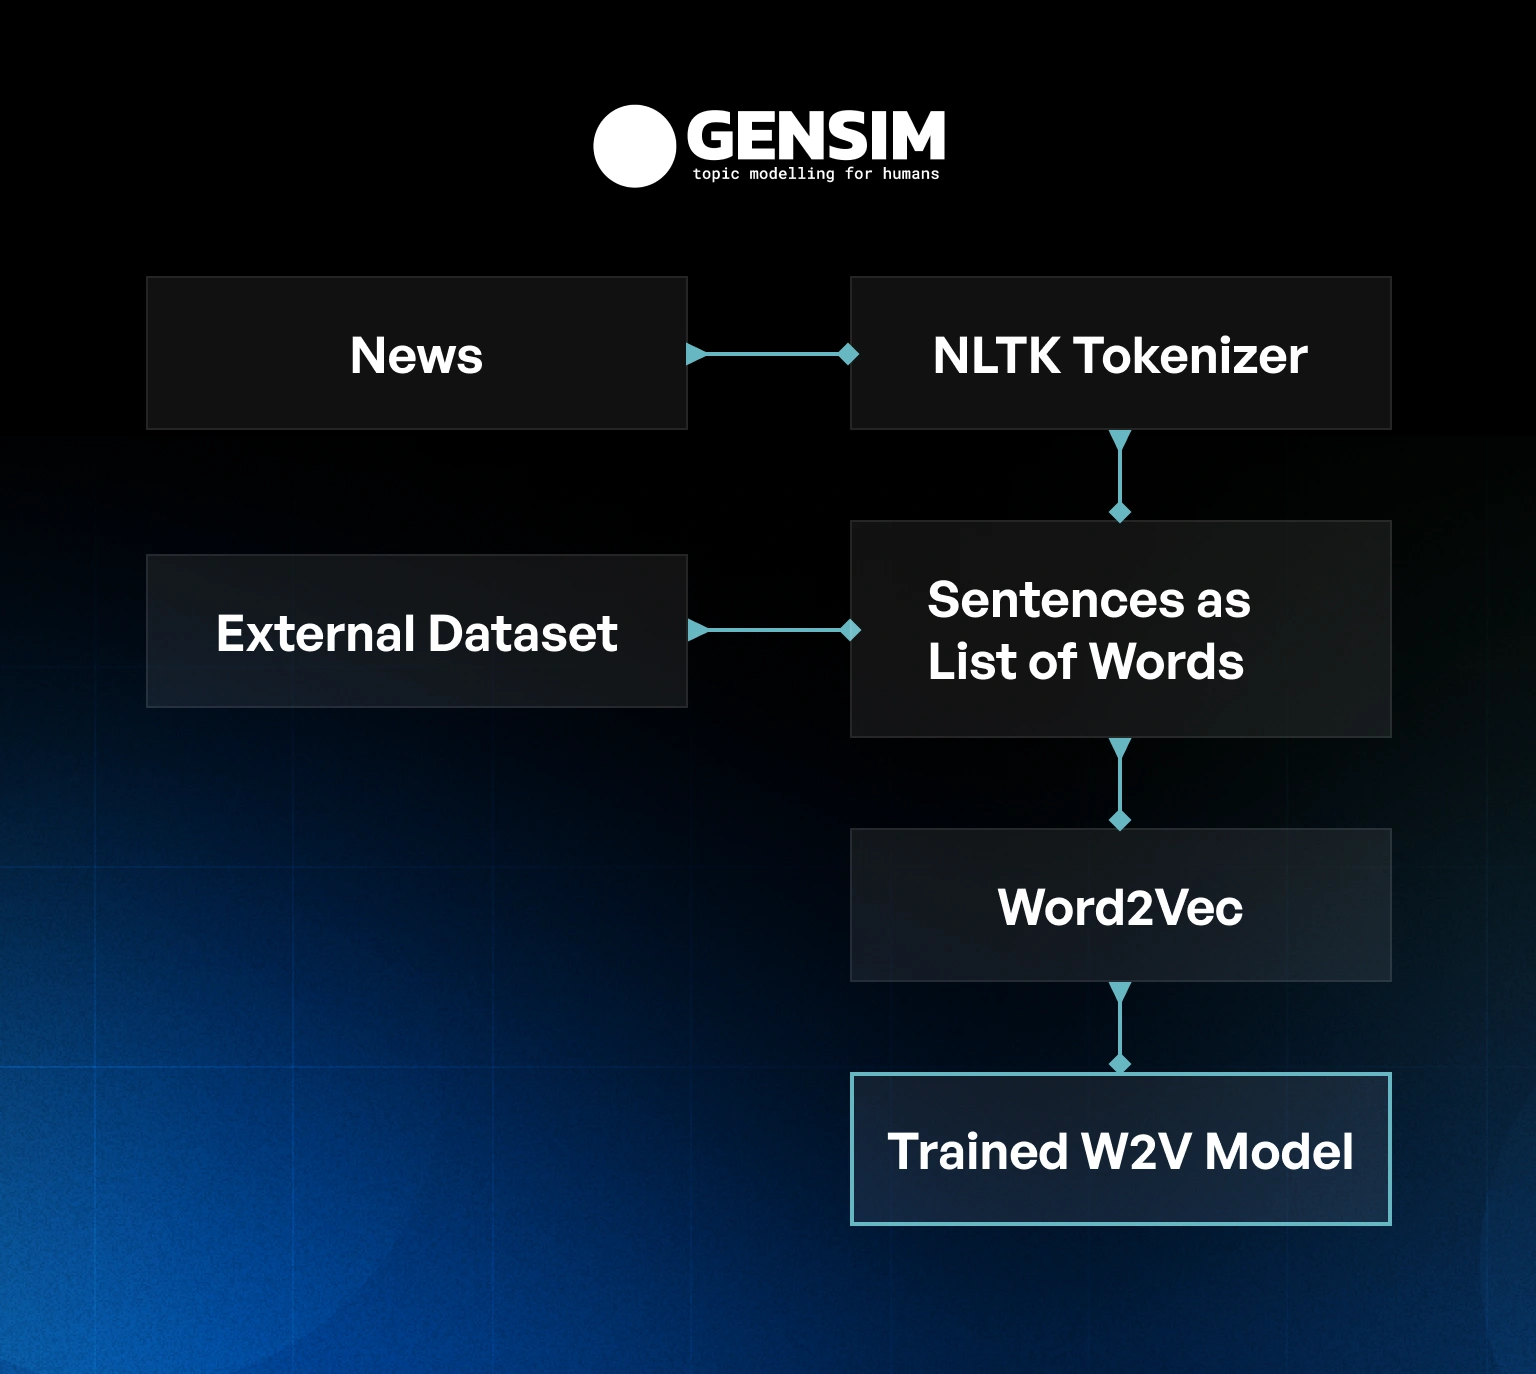 GENSIM
topic modelling for humans
News
NLTK Tokenizer
External Dataset
Sentences as
List of Words
Word2Vec
Trained W2V Model